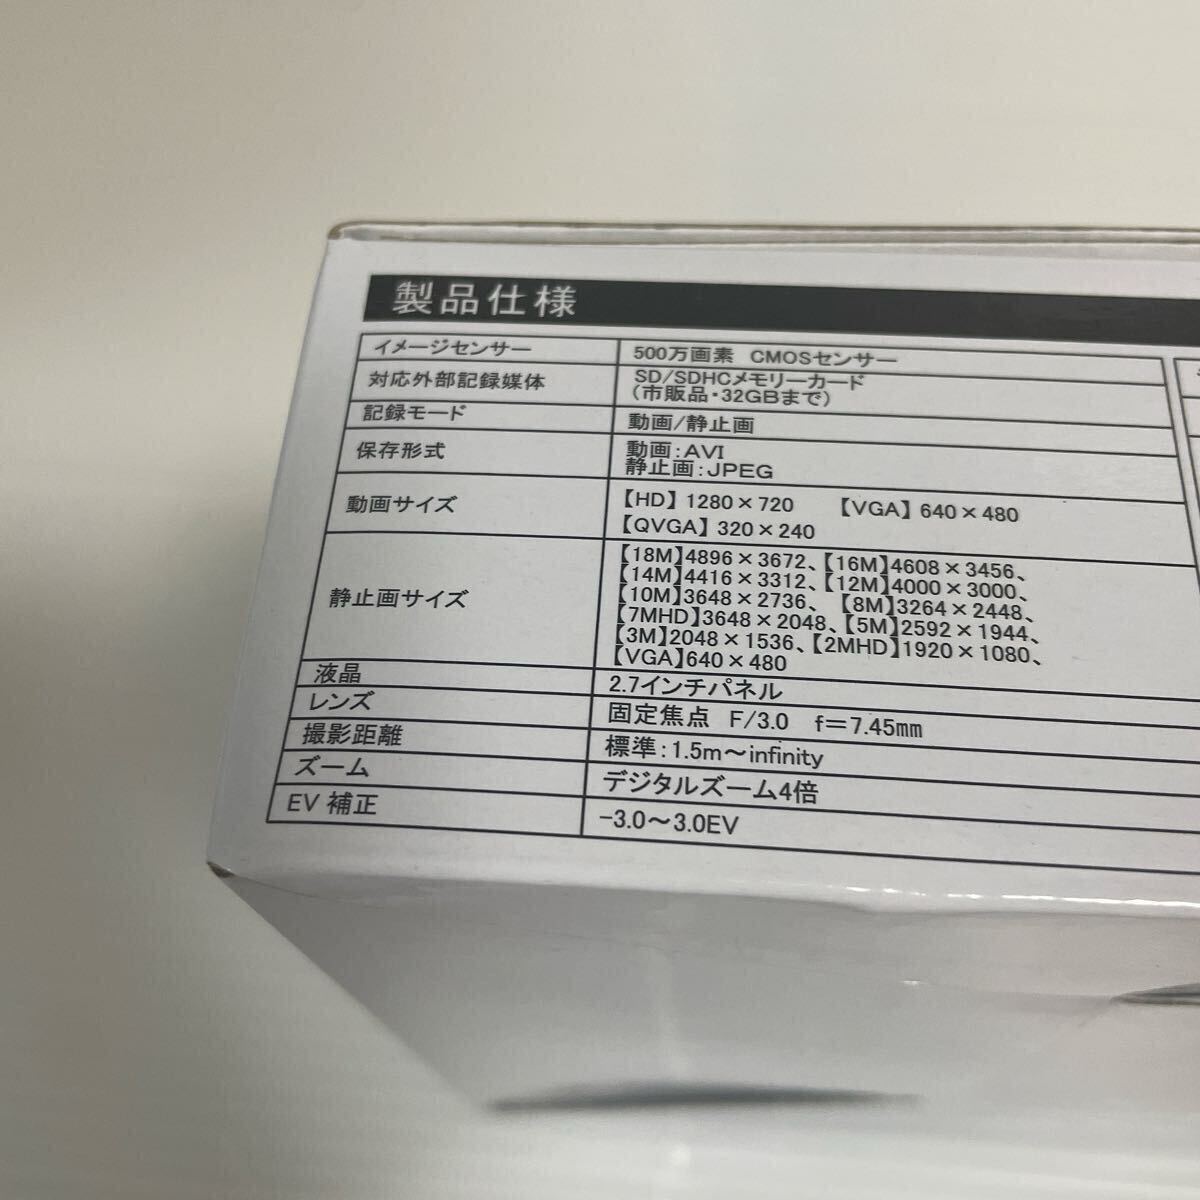 製品仕様
イメージセンサー 500万画素 CMOSセンサー
対応外部記録媒体 SD/SDHCメモリーカード
(市販品・32GBまで)
記録モード 動画/静止画
保存形式 動画:AVI
静止画:JPEG
動画サイズ 【HD】1280×720 【VGA】640×480
【QVGA】320×240
静止画サイズ 【18M】4896×3672、【16M】4608×3456、
【14M】4416×3312、【12M】4000×3000、
【10M】3648×2736、【8M】3264×2448、
【7MHD】3648×2048、【5M】2592×1944、
【3M】2048×1536、【2MHD】1920×1080、
【VGA】640×480
液晶 2.7インチパネル
レンズ 固定焦点 F/3.0 f=7.45mm
撮影距離 標準:1.5m～infinity
ズーム デジタルズーム4倍
EV 補正 -3.0～3.0EV